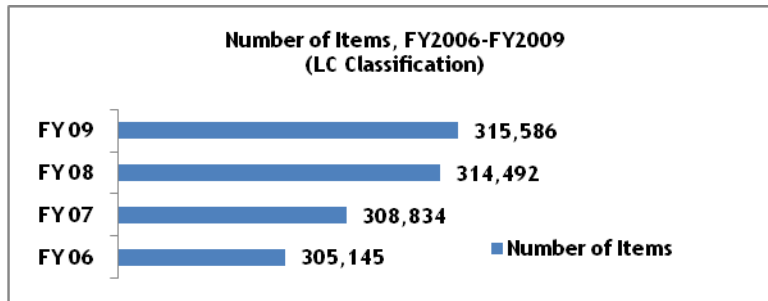 Number of Items, FY2006-FY2009
(LC Classification)
FY 09 315,586
FY 08 314,492
FY 07 308,834
FY 06 305,145
Number of Items